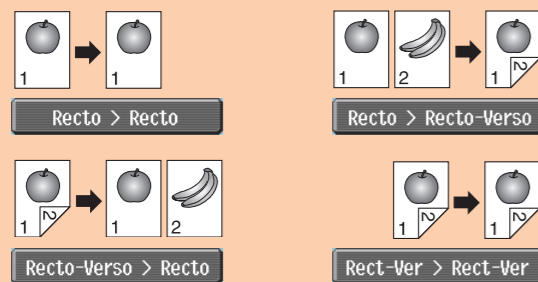 1 1
Recto > Recto
1 2 1 2
Recto > Recto-Verso
1 2 1 2
Recto-Verso > Recto
1 2 1 2
Rect-Ver > Rect-Ver